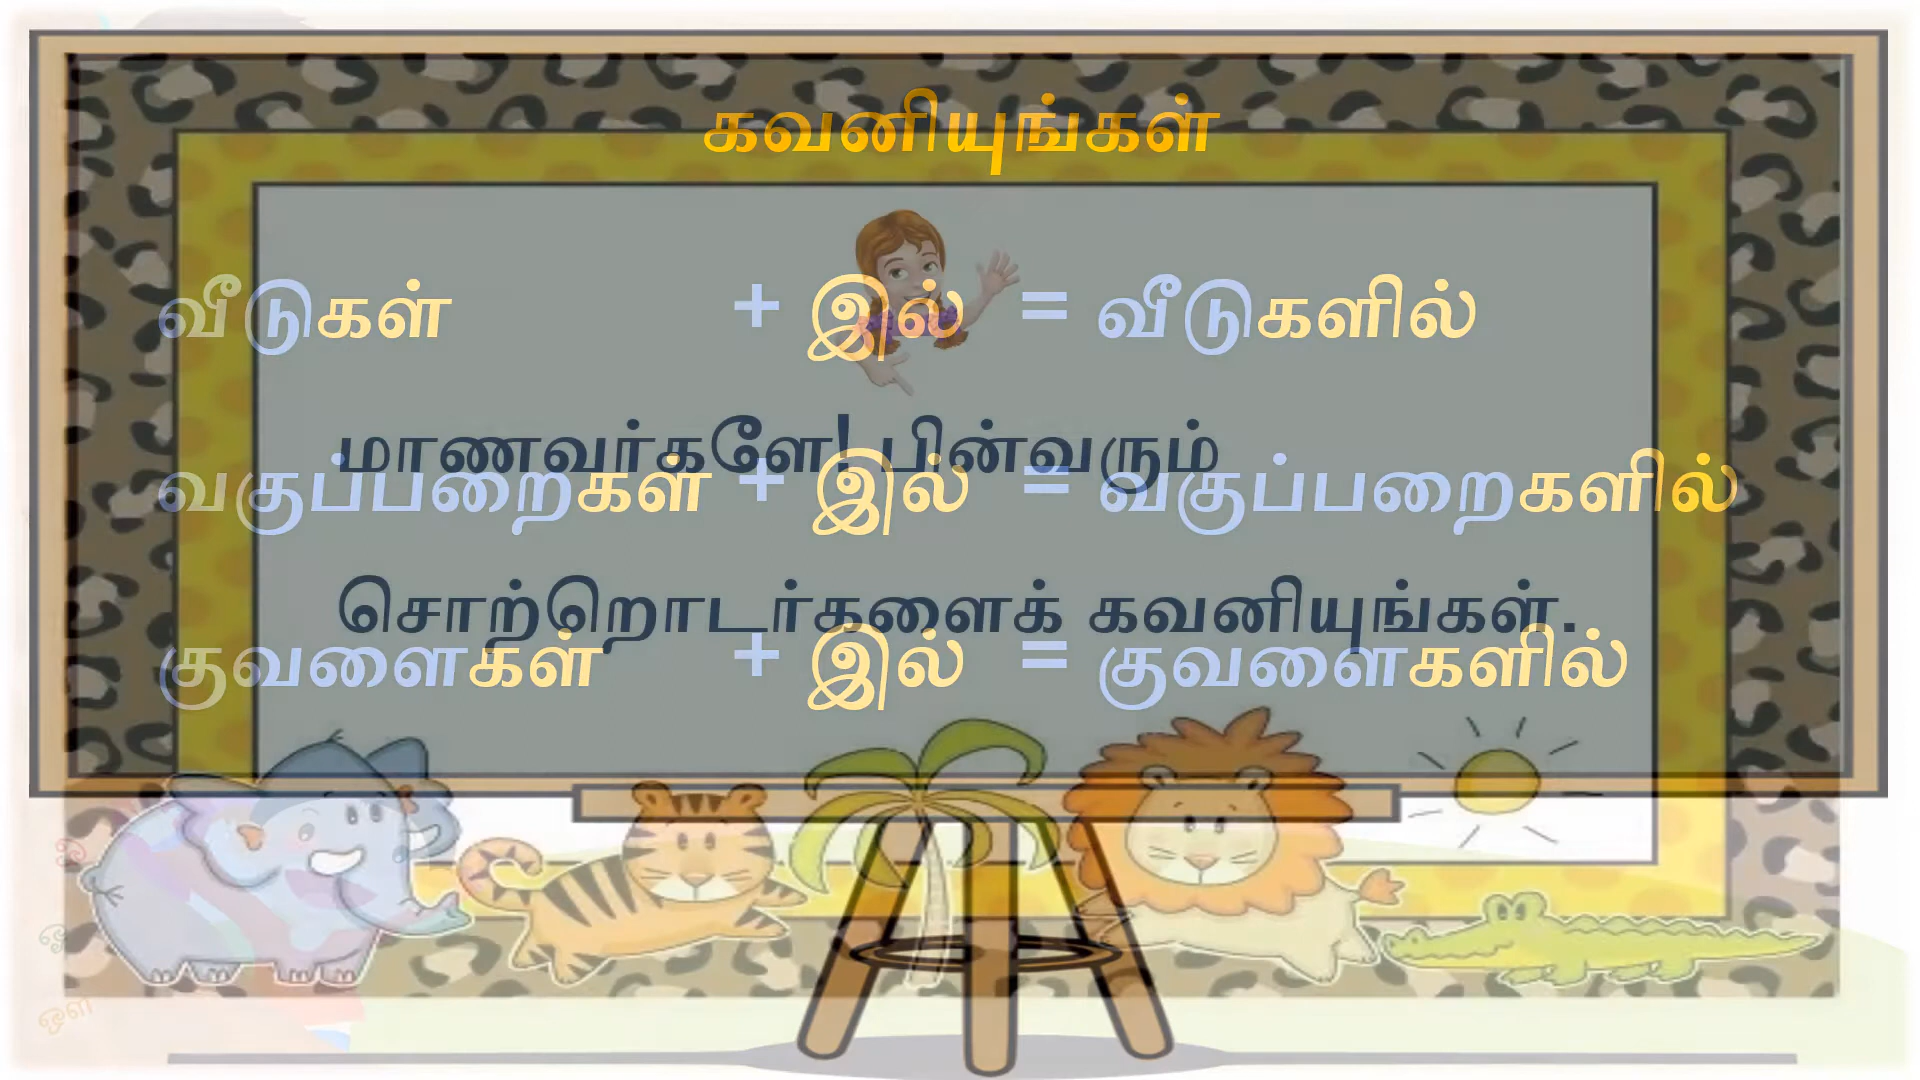 கவனியுங்கள்
வீடுகள் + இல் = வீடுகளில்
மாணவர்களே! பின்வரும்
வகுப்பறைகள் + இல் = வகுப்பறைகளில்
சொற்றொடர்களைக் கவனியுங்கள்.
குவளைகள் + இல் = குவளைகளில்
ஒ
ஔ